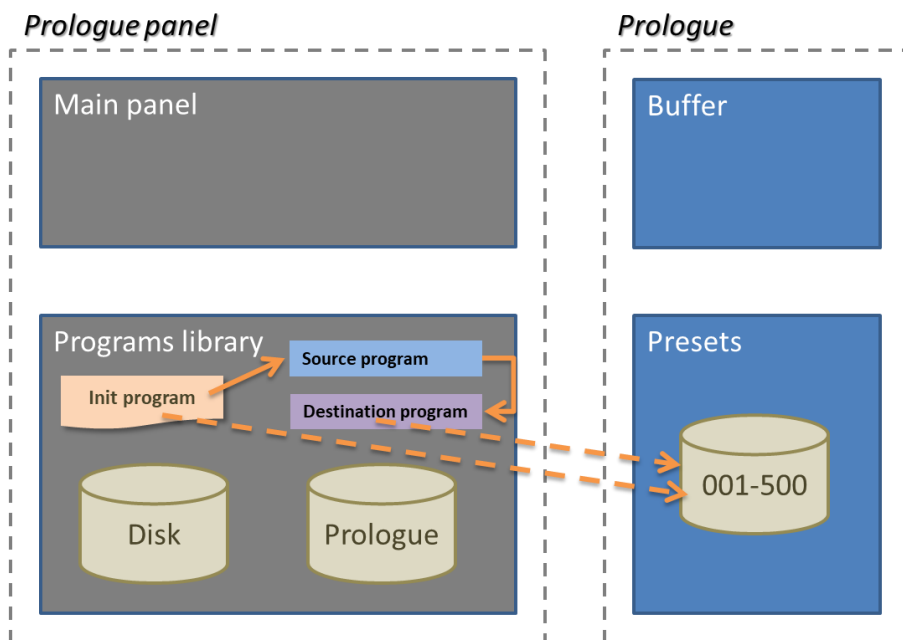 Prologue panel
Prologue
Main panel
Buffer
Programs library
Source program
Init program
Destination program
Disk
Prologue
Presets
001-500